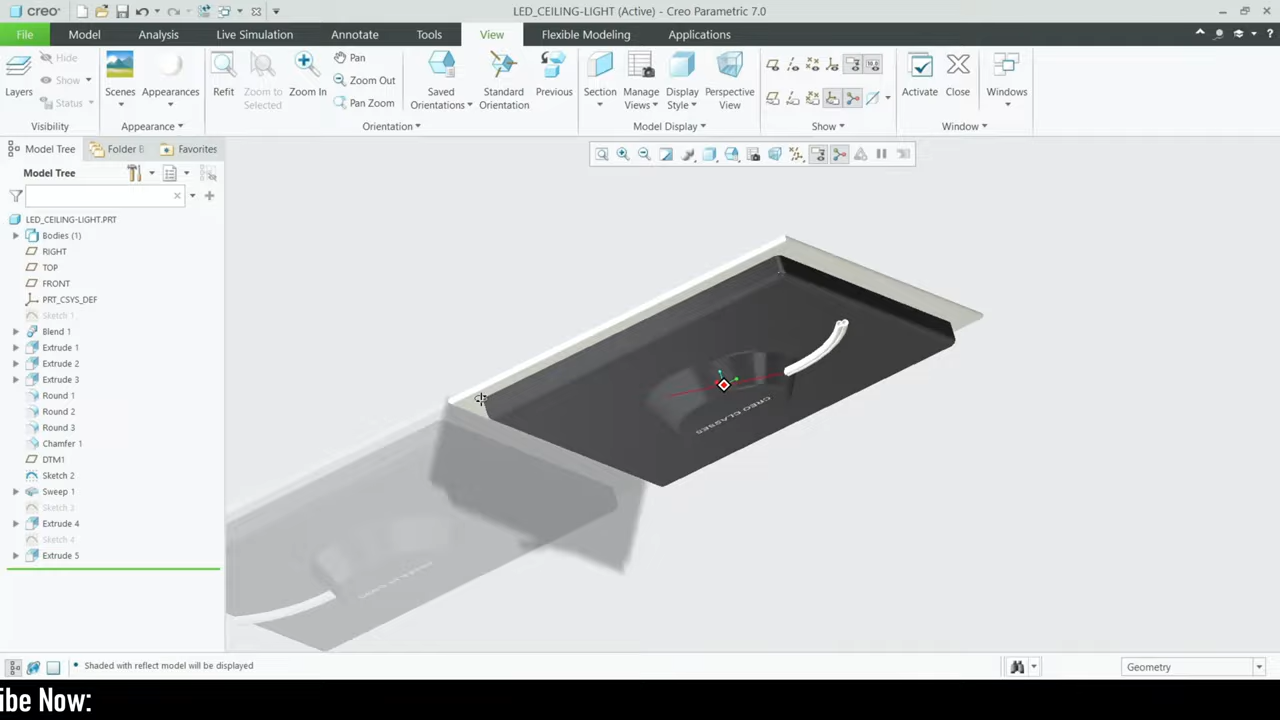 creo
LED_CEILING-LIGHT (Active) - Creo Parametric 7.0
File Model Analysis Live Simulation Annotate Tools View Flexible Modeling Applications
Layers
Hide
Show
Status
Visibility
Scenes
Appearances
Appearance
Refit
Zoom to Selected
Zoom In
Pan
Zoom Out
Pan Zoom
Saved Orientations
Standard Orientation
Previous
Orientation
Section
Manage Views
Display Style
Perspective View
Model Display
Show
Activate
Close
Windows
Window
Model Tree Folder B Favorites
Model Tree
LED_CEILING-LIGHT.PRT
Bodies (1)
RIGHT
TOP
FRONT
PRT_CSYS_DEF
Sketch 1
Blend 1
Extrude 1
Extrude 2
Extrude 3
Round 1
Round 2
Round 3
Chamfer 1
DTM1
Sketch 2
Sweep 1
Sketch 3
Extrude 4
Sketch 4
Extrude 5
CREO CLASSES
Shaded with reflect model will be displayed
Geometry
ibe Now: